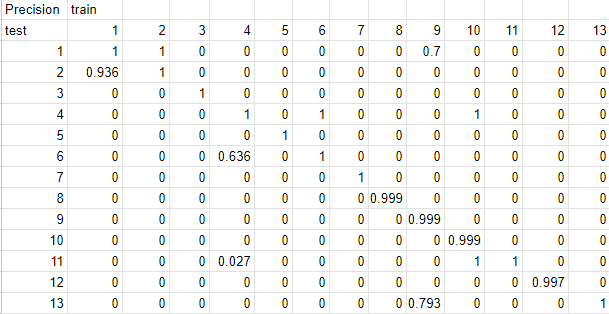 Precision train
test 1 2 3 4 5 6 7 8 9 10 11 12 13
1 1 1 0 0 0 0 0 0 0.7 0 0 0 0
2 0.936 1 0 0 0 0 0 0 0 0 0 0 0
3 0 0 1 0 0 0 0 0 0 0 0 0 0
4 0 0 0 1 0 1 0 0 0 1 0 0 0
5 0 0 0 0 1 0 0 0 0 0 0 0 0
6 0 0 0 0.636 0 1 0 0 0 0 0 0 0
7 0 0 0 0 0 0 1 0 0 0 0 0 0
8 0 0 0 0 0 0 0 0.999 0 0 0 0 0
9 0 0 0 0 0 0 0 0 0.999 0 0 0 0
10 0 0 0 0 0 0 0 0 0 0.999 0 0 0
11 0 0 0 0.027 0 0 0 0 0 1 1 0 0
12 0 0 0 0 0 0 0 0 0 0 0 0.997 0
13 0 0 0 0 0 0 0 0 0.793 0 0 0 1